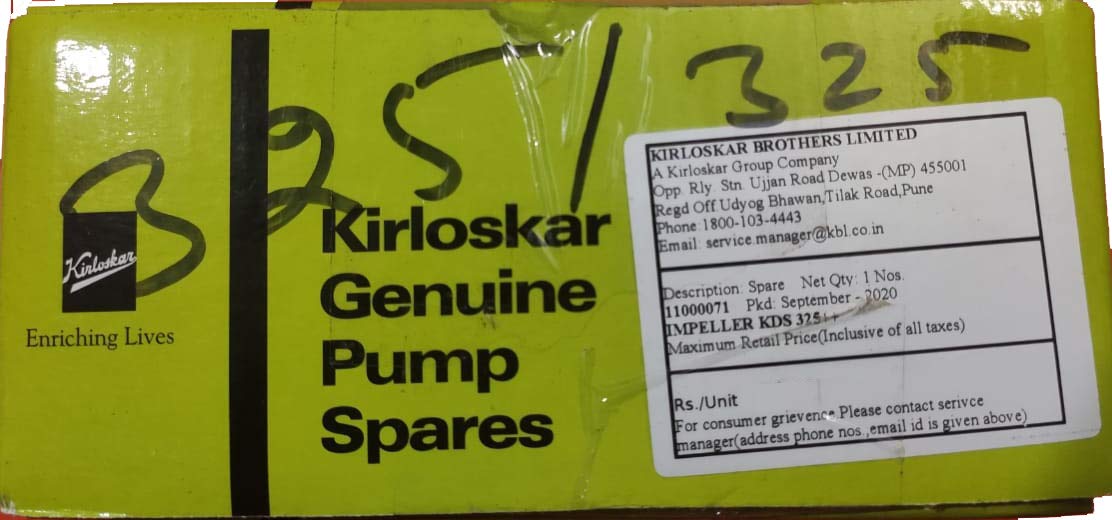 B 251 325
Kirloskar
Enriching Lives
Kirloskar
Genuine
Pump
Spares
KIRLOSKAR BROTHERS LIMITED
A Kirloskar Group Company
Opp. Rly. Stn. Ujjan Road Dewas -(MP) 455001
Regd Off Udyog Bhawan,Tilak Road,Pune
Phone:1800-103-4443
Email: service.manager@kbl.co.in
Description: Spare Net Qty: 1 Nos.
11000071 Pkd: September - 2020
IMPELLER KDS 325++
Maximum Retail Price(Inclusive of all taxes)
Rs./Unit
For consumer grievence Please contact serivce
manager(address phone nos.,email id is given above)